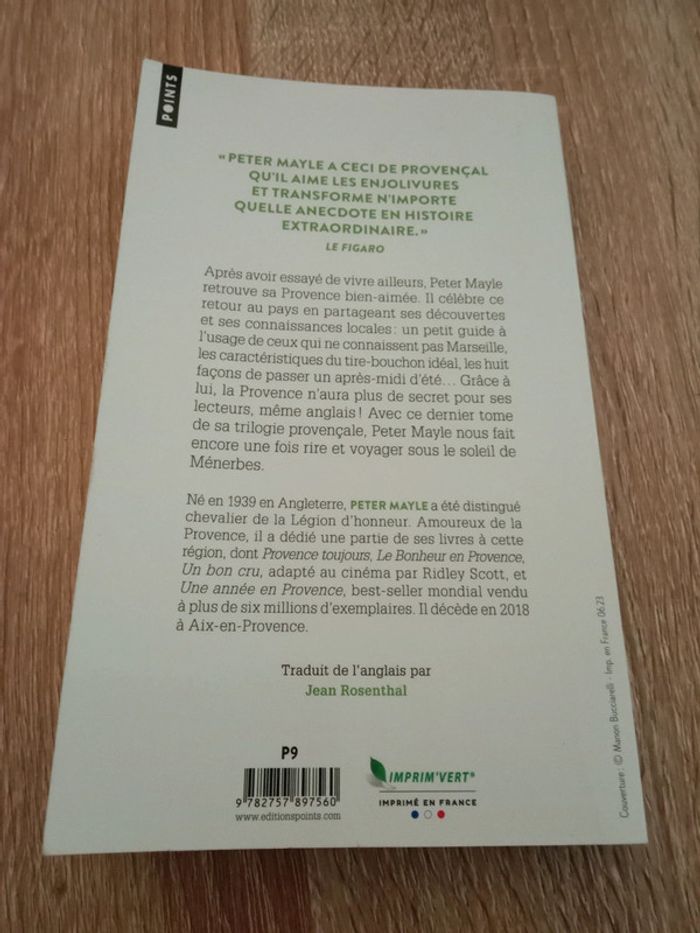 POINTS
« PETER MAYLE A CECI DE PROVENÇAL
QU'IL AIME LES ENJOLIVURES
ET TRANSFORME N'IMPORTE
QUELLE ANECDOTE EN HISTOIRE
EXTRAORDINAIRE. »
LE FIGARO
Après avoir essayé de vivre ailleurs, Peter Mayle
retrouve sa Provence bien-aimée. Il célèbre ce
retour au pays en partageant ses découvertes
et ses connaissances locales : un petit guide à
l'usage de ceux qui ne connaissent pas Marseille,
les caractéristiques du tire-bouchon idéal, les huit
façons de passer un après-midi d'été… Grâce à
lui, la Provence n'aura plus de secret pour ses
lecteurs, même anglais ! Avec ce dernier tome
de sa trilogie provençale, Peter Mayle nous fait
encore une fois rire et voyager sous le soleil de
Ménerbes.
Né en 1939 en Angleterre, PETER MAYLE a été distingué
chevalier de la Légion d'honneur. Amoureux de la
Provence, il a dédié une partie de ses livres à cette
région, dont Provence toujours, Le Bonheur en Provence,
Un bon cru, adapté au cinéma par Ridley Scott, et
Une année en Provence, best-seller mondial vendu
à plus de six millions d'exemplaires. Il décède en 2018
à Aix-en-Provence.
Traduit de l'anglais par
Jean Rosenthal
P9
9 782757 897560
www.editionspoints.com
IMPRIM'VERT®
IMPRIMÉ EN FRANCE
Couverture : © Manon Bucciarelli - Imp. en France 06.23